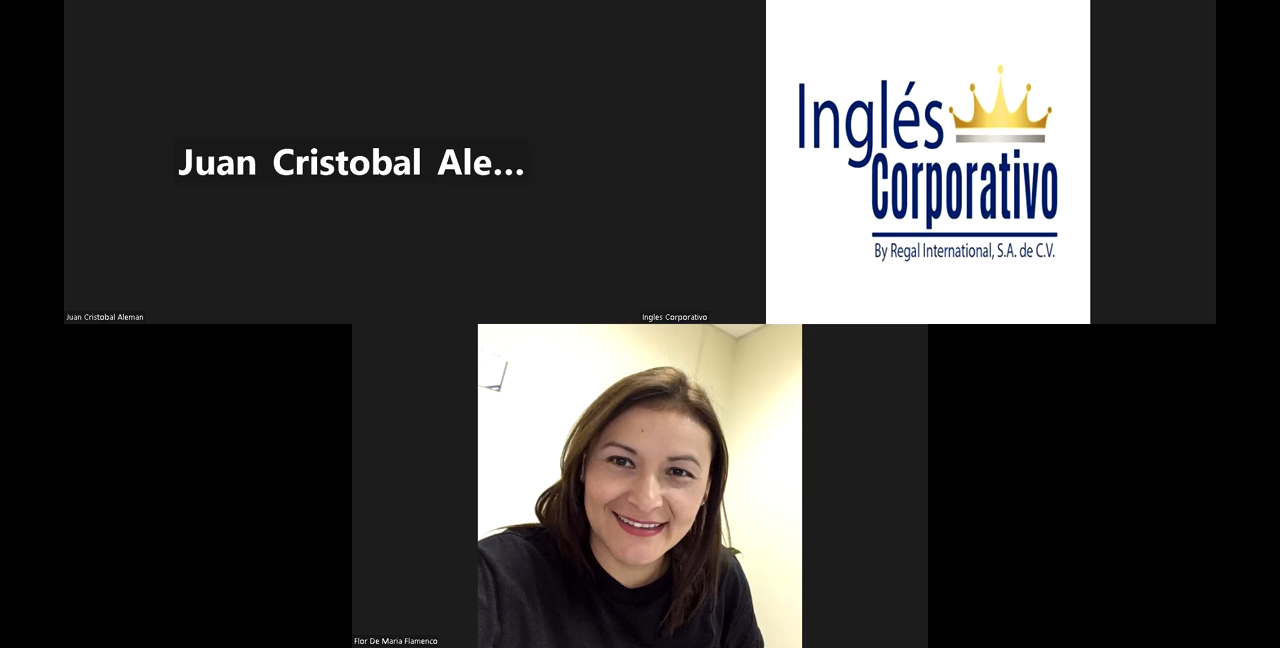 Juan Cristobal Ale...
Inglés
Corporativo
By Regal International, S.A. de C.V.
Juan Cristobal Aleman
Ingles Corporativo
Flor De Maria Flamenco